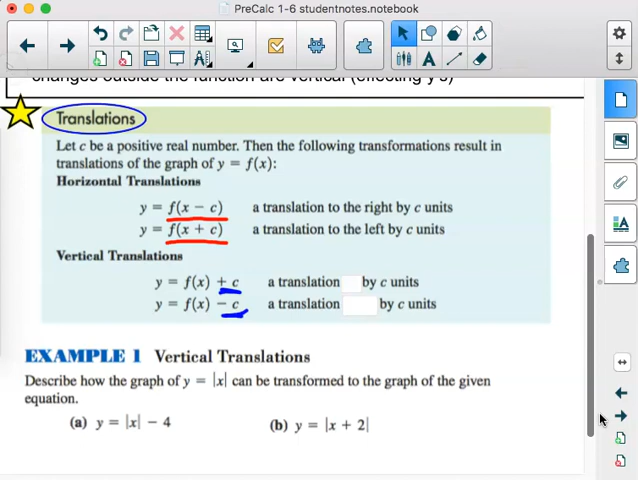 PreCalc 1-6 studentnotes.notebook
changes outside the function are vertical (effecting y's)
Translations
Let c be a positive real number. Then the following transformations result in
translations of the graph of y = f(x):
Horizontal Translations
y = f(x − c) a translation to the right by c units
y = f(x + c) a translation to the left by c units
Vertical Translations
y = f(x) + c a translation by c units
y = f(x) − c a translation by c units
EXAMPLE 1 Vertical Translations
Describe how the graph of y = |x| can be transformed to the graph of the given
equation.
(a) y = |x| − 4 (b) y = |x + 2|